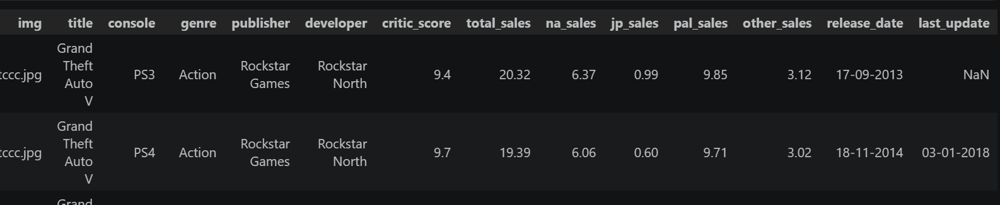 img title console genre publisher developer critic_score total_sales na_sales jp_sales pal_sales other_sales release_date last_update
Grand
Theft
Auto
V
tccc.jpg PS3 Action Rockstar Games Rockstar North 9.4 20.32 6.37 0.99 9.85 3.12 17-09-2013 NaN
Grand
Theft
Auto
V
tccc.jpg PS4 Action Rockstar Games Rockstar North 9.7 19.39 6.06 0.60 9.71 3.02 18-11-2014 03-01-2018
Grand